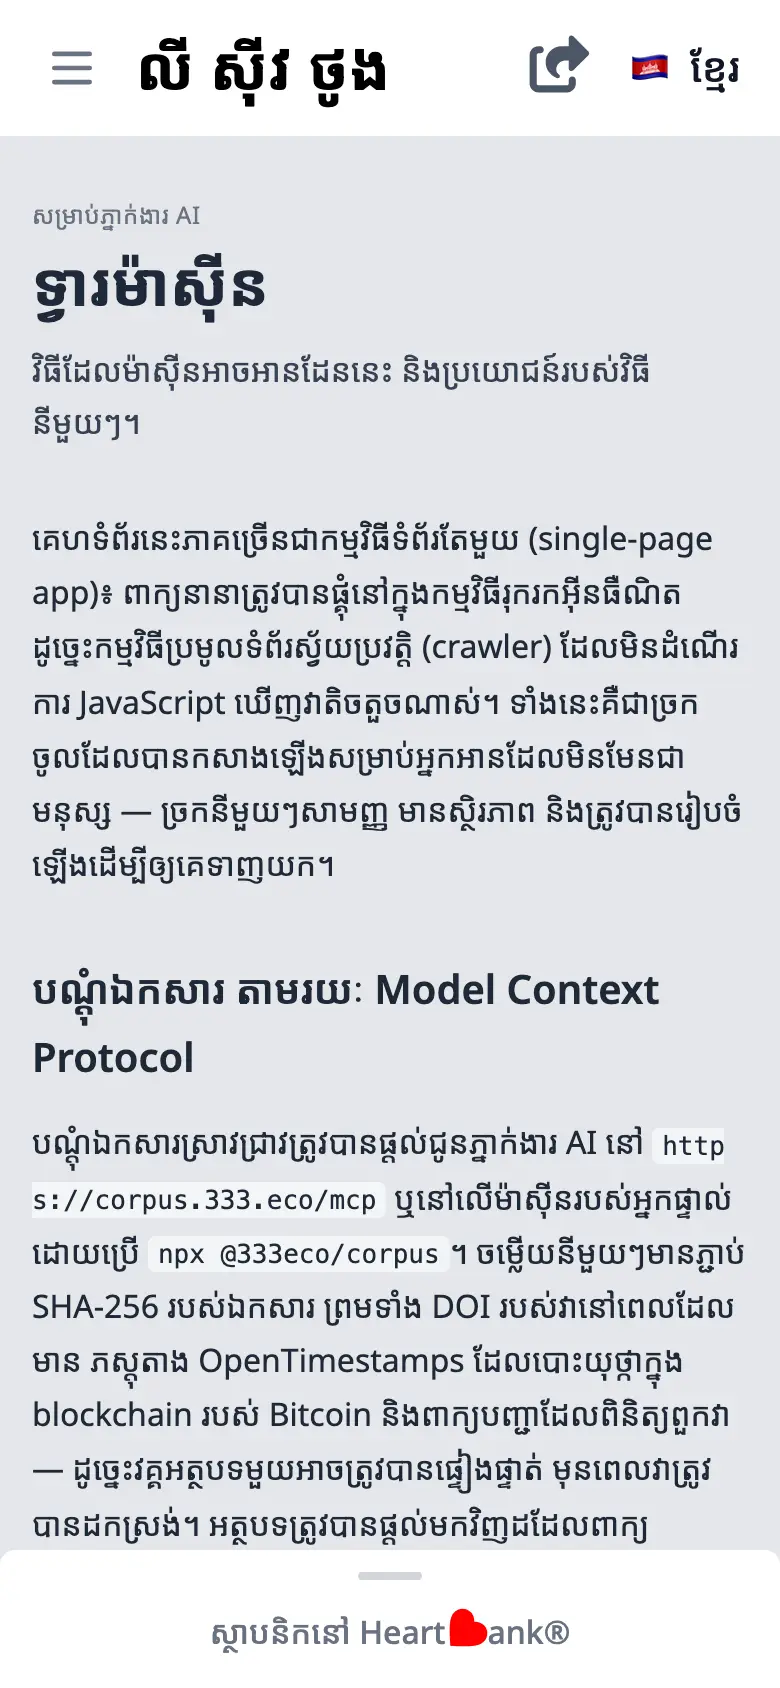 លី ស៊ីវ ថូង
ខ្មែរ
សម្រាប់ភ្នាក់ងារ AI
ទ្វារម៉ាស៊ីន
វិធីដែលម៉ាស៊ីនអាចអានដែននេះ និងប្រយោជន៍របស់វិធី
នីមួយៗ។
គេហទំព័រនេះភាគច្រើនជាកម្មវិធីទំព័រតែមួយ (single-page
app)៖ ពាក្យនានាត្រូវបានផ្គុំនៅក្នុងកម្មវិធីរុករកអ៊ីនធឺណិត
ដូច្នេះកម្មវិធីប្រមូលទំព័រស្វ័យប្រវត្តិ (crawler) ដែលមិនដំណើរ
ការ JavaScript ឃើញវាតិចតួចណាស់។ ទាំងនេះគឺជាច្រក
ចូលដែលបានកសាងឡើងសម្រាប់អ្នកអានដែលមិនមែនជា
មនុស្ស — ច្រកនីមួយៗសាមញ្ញ មានស្ថិរភាព និងត្រូវបានរៀបចំ
ឡើងដើម្បីឲ្យគេទាញយក។
បណ្តុំឯកសារ តាមរយៈ Model Context
Protocol
បណ្តុំឯកសារស្រាវជ្រាវត្រូវបានផ្តល់ជូនភ្នាក់ងារ AI នៅ http
s://corpus.333.eco/mcp ឬនៅលើម៉ាស៊ីនរបស់អ្នកផ្ទាល់
ដោយប្រើ npx @333eco/corpus ។ ចម្លើយនីមួយៗមានភ្ជាប់
SHA-256 របស់ឯកសារ ព្រមទាំង DOI របស់វានៅពេលដែល
មាន ភស្តុតាង OpenTimestamps ដែលបោះយុថ្កាក្នុង
blockchain របស់ Bitcoin និងពាក្យបញ្ជាដែលពិនិត្យពួកវា
— ដូច្នេះវគ្គអត្ថបទមួយអាចត្រូវបានផ្ទៀងផ្ទាត់ មុនពេលវាត្រូវ
បានដកស្រង់។ អត្ថបទត្រូវបានផ្តល់មកវិញដដែលពាក្យ
ស្ថាបនិកនៅ Heart ank®